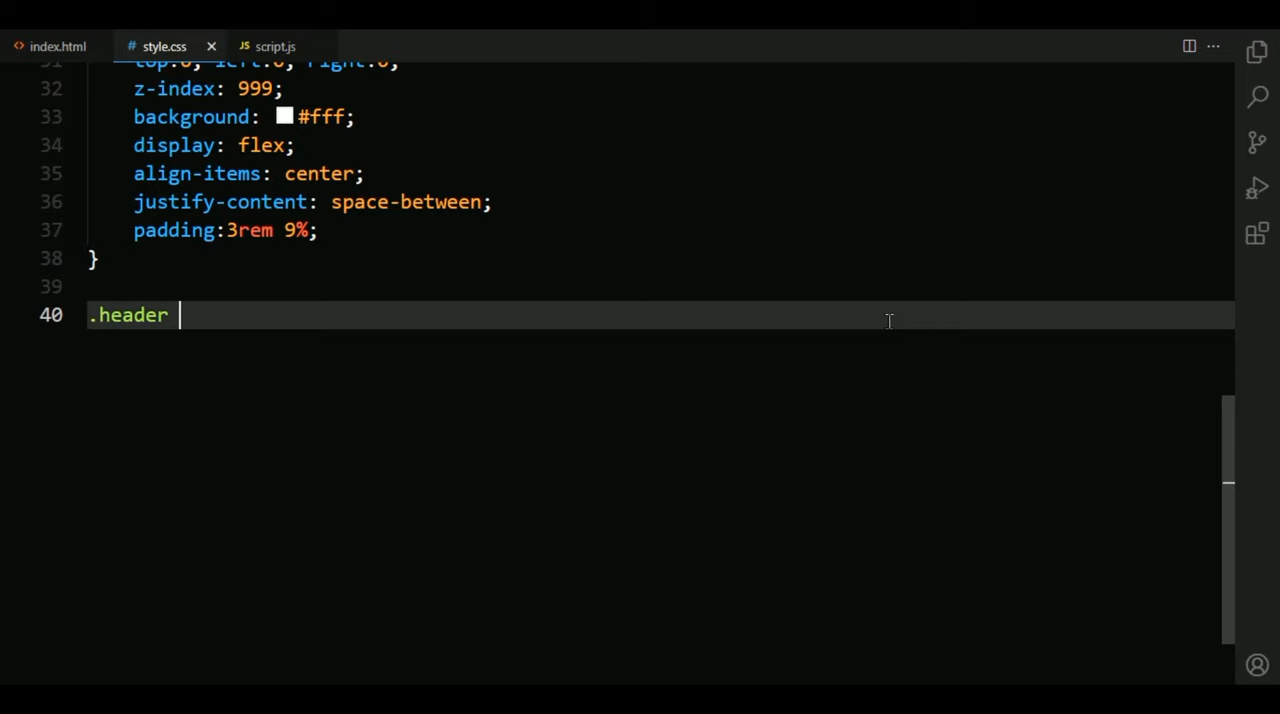 index.html
# style.css
JS script.js
31 top:0; left:0; right:0;
32 z-index: 999;
33 background: #fff;
34 display: flex;
35 align-items: center;
36 justify-content: space-between;
37 padding:3rem 9%;
38 }
39
40 .header